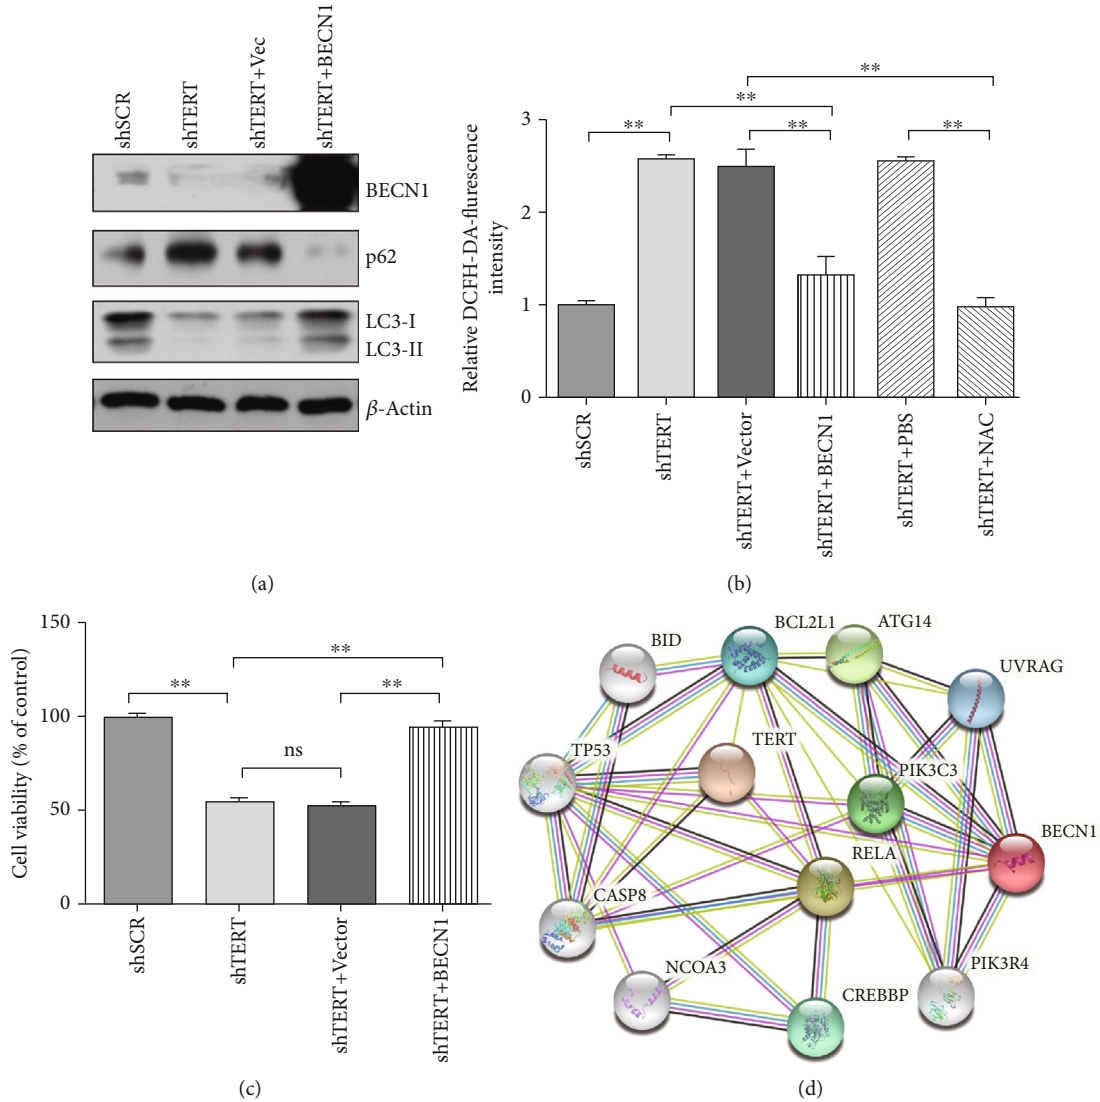 shSCR
shTERT
shTERT+Vec
shTERT+BECN1
BECN1
p62
LC3-I
LC3-II
β-Actin
(a)
Relative DCFH-DA-flurescence
intensity
3
2
1
0
**
**
**
**
**
shSCR
shTERT
shTERT+Vector
shTERT+BECN1
shTERT+PBS
shTERT+NAC
(b)
Cell viability (% of control)
150
100
50
0
**
**
**
ns
shSCR
shTERT
shTERT+Vector
shTERT+BECN1
(c)
BID
BCL2L1
ATG14
UVRAG
TP53
TERT
PIK3C3
BECN1
RELA
CASP8
NCOA3
CREBBP
PIK3R4
(d)